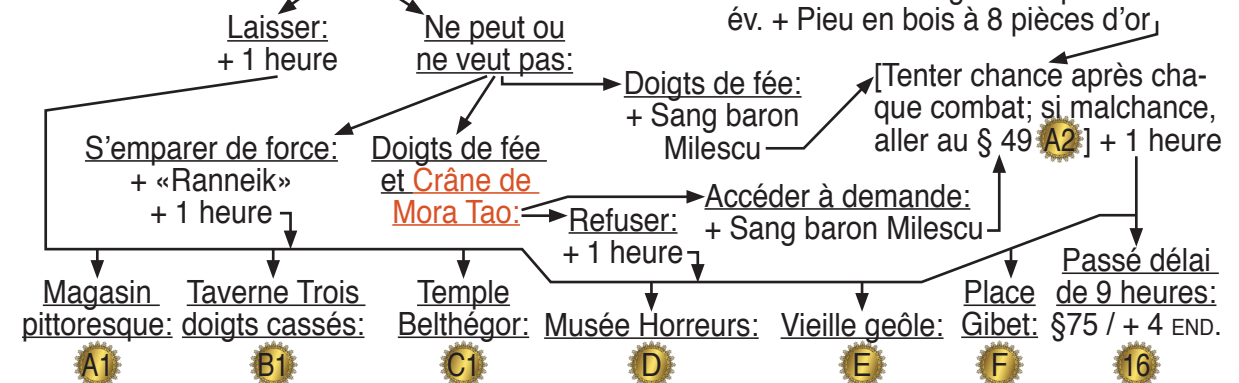 év. + Pieu en bois à 8 pièces d'or
Laisser:
+ 1 heure
Ne peut ou
ne veut pas:
Doigts de fée:
+ Sang baron
Milescu
[Tenter chance après cha-
que combat; si malchance,
aller au § 49 A2 ] + 1 heure
S'emparer de force:
+ «Ranneik»
+ 1 heure
Doigts de fée
et Crâne de
Mora Tao:
Accéder à demande:
+ Sang baron Milescu
Refuser:
+ 1 heure
Magasin
pittoresque:
A1
Taverne Trois
doigts cassés:
B1
Temple
Belthégor:
C1
Musée Horreurs:
D
Vieille geôle:
E
Place
Gibet:
F
Passé délai
de 9 heures:
§75 / + 4 END.
16